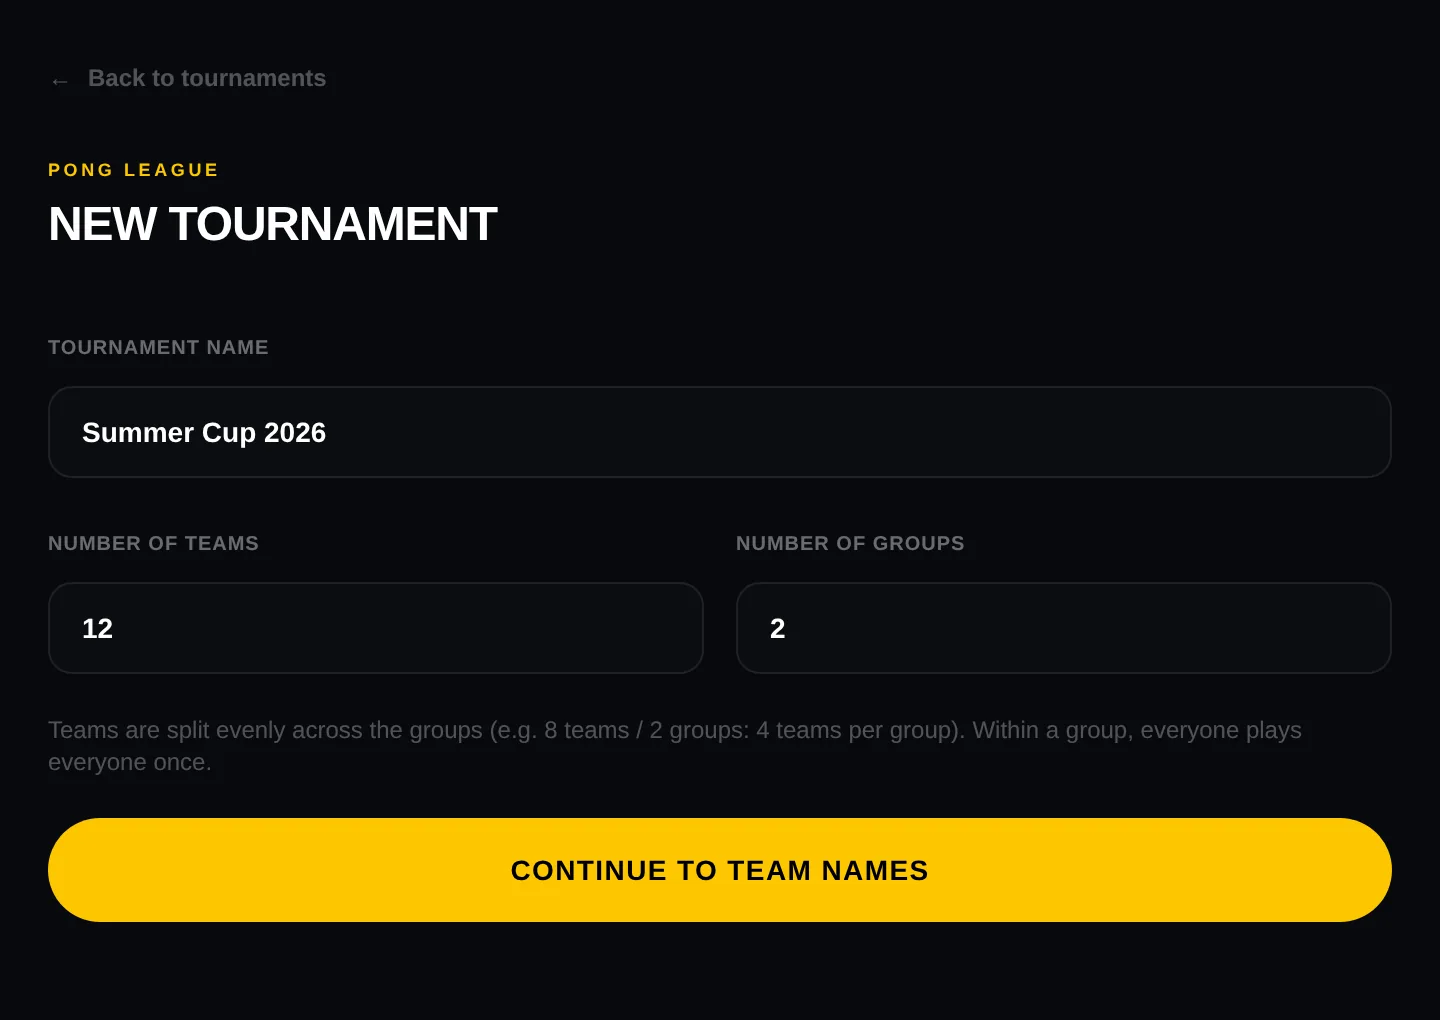 ← Back to tournaments
PONG LEAGUE
NEW TOURNAMENT
TOURNAMENT NAME
Summer Cup 2026
NUMBER OF TEAMS
NUMBER OF GROUPS
12
2
Teams are split evenly across the groups (e.g. 8 teams / 2 groups: 4 teams per group). Within a group, everyone plays
everyone once.
CONTINUE TO TEAM NAMES